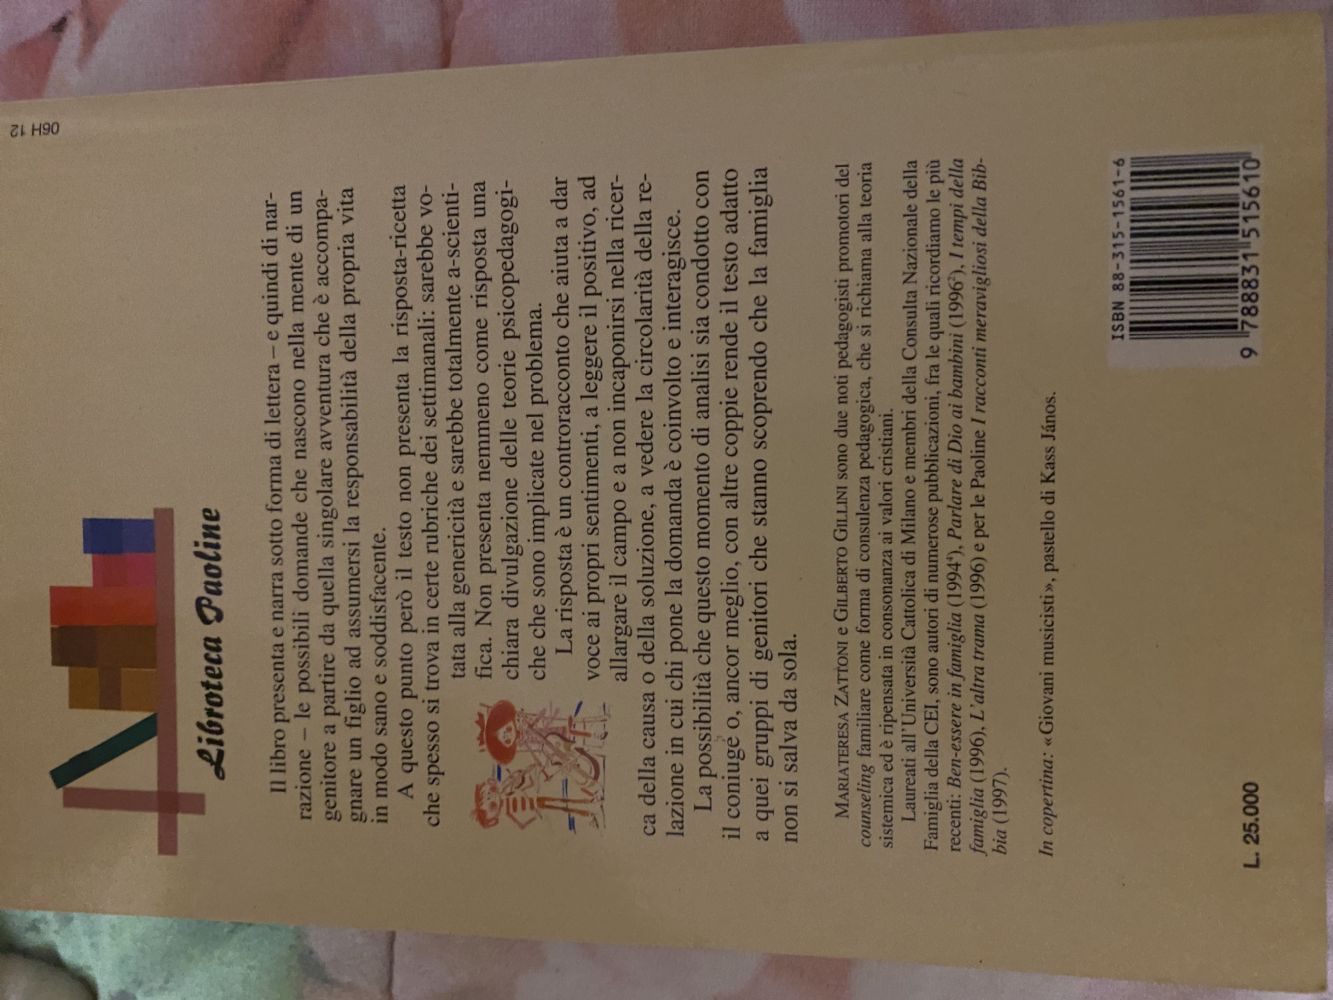 06H 12
Libroteca Paoline
Il libro presenta e narra sotto forma di lettera – e quindi di nar-
razione – le possibili domande che nascono nella mente di un
genitore a partire da quella singolare avventura che è accompa-
gnare un figlio ad assumersi la responsabilità della propria vita
in modo sano e soddisfacente.
A questo punto però il testo non presenta la risposta-ricetta
che spesso si trova in certe rubriche dei settimanali: sarebbe vo-
tata alla genericità e sarebbe totalmente a-scienti-
fica. Non presenta nemmeno come risposta una
chiara divulgazione delle teorie psicopedagogi-
che che sono implicate nel problema.
La risposta è un controracconto che aiuta a dar
voce ai propri sentimenti, a leggere il positivo, ad
allargare il campo e a non incaponirsi nella ricer-
ca della causa o della soluzione, a vedere la circolarità della re-
lazione in cui chi pone la domanda è coinvolto e interagisce.
La possibilità che questo momento di analisi sia condotto con
il coniuge o, ancor meglio, con altre coppie rende il testo adatto
a quei gruppi di genitori che stanno scoprendo che la famiglia
non si salva da sola.
MARIATERESA ZATTONI e GILBERTO GILLINI sono due noti pedagogisti promotori del
counseling familiare come forma di consulenza pedagogica, che si richiama alla teoria
sistemica ed è ripensata in consonanza ai valori cristiani.
Laureati all'Università Cattolica di Milano e membri della Consulta Nazionale della
Famiglia della CEI, sono autori di numerose pubblicazioni, fra le quali ricordiamo le più
recenti: Ben-essere in famiglia (1994⁴), Parlare di Dio ai bambini (1996²), I tempi della
famiglia (1996), L'altra trama (1996) e per le Paoline I racconti meravigliosi della Bib-
bia (1997).
In copertina: «Giovani musicisti», pastello di Kass János.
ISBN 88-315-1561-6
9 788831 515610
L. 25.000